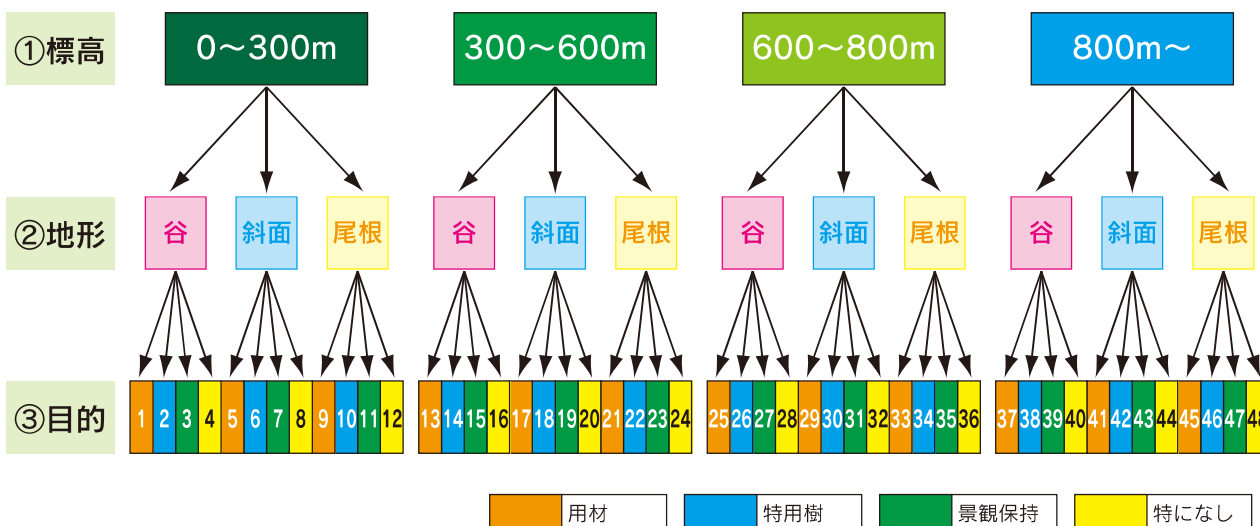 ①標高 0〜300m 300〜600m 600〜800m 800m〜
②地形 谷 斜面 尾根 谷 斜面 尾根 谷 斜面 尾根 谷 斜面 尾根
③目的 1 2 3 4 5 6 7 8 9 10 11 12 13 14 15 16 17 18 19 20 21 22 23 24 25 26 27 28 29 30 31 32 33 34 35 36 37 38 39 40 41 42 43 44 45 46 47 48
用材 特用樹 景観保持 特になし